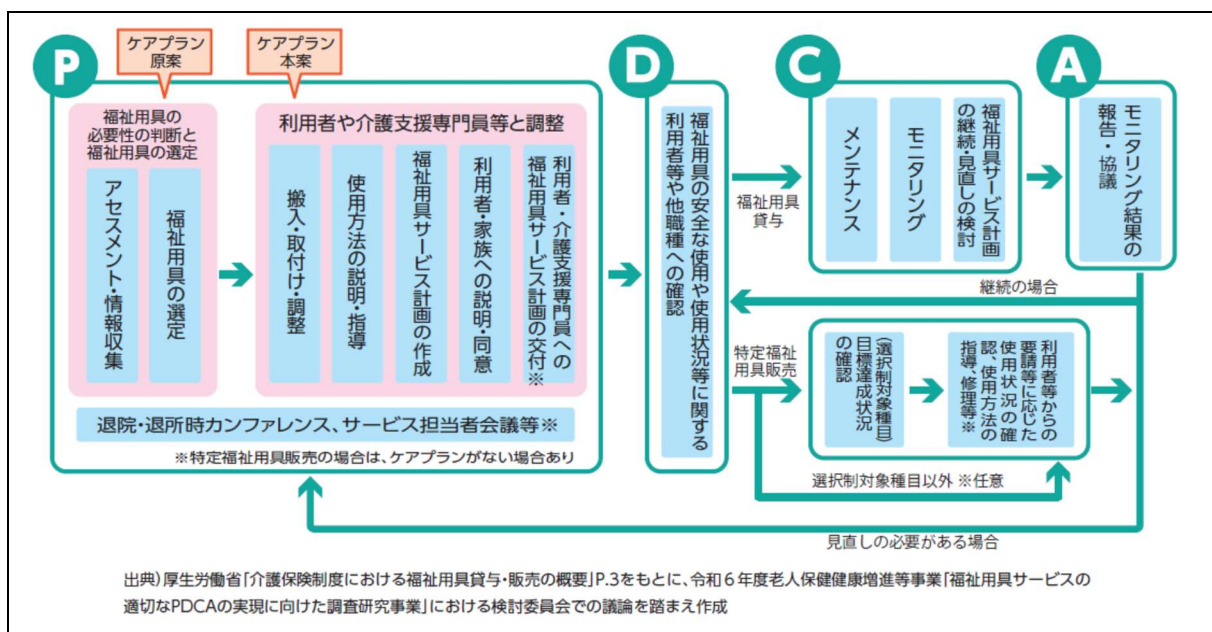 P
ケアプラン
原案
ケアプラン
本案
福祉用具の
必要性の判断と
福祉用具の選定
アセスメント・情報収集
福祉用具の選定
利用者や介護支援専門員等と調整
搬入・取付け・調整
使用方法の説明・指導
福祉用具サービス計画の作成
利用者・家族への説明・同意
利用者・介護支援専門員への
福祉用具サービス計画の交付※
退院・退所時カンファレンス、サービス担当者会議等※
※特定福祉用具販売の場合は、ケアプランがない場合あり
D
福祉用具の安全な使用や使用状況等に関する
利用者等や他職種への確認
福祉用具
貸与
C
メンテナンス
モニタリング
福祉用具サービス計画
の継続・見直しの検討
A
モニタリング結果の
報告・協議
継続の場合
特定福祉
用具販売
(選択制対象種目)
目標達成状況
の確認
利用者等からの
要請等に応じた
使用状況の確
認、使用方法の
指導、修理等※
選択制対象種目以外 ※任意
見直しの必要がある場合
出典)厚生労働省「介護保険制度における福祉用具貸与・販売の概要」P.3をもとに、令和6年度老人保健健康増進等事業「福祉用具サービスの
適切なPDCAの実現に向けた調査研究事業」における検討委員会での議論を踏まえ作成